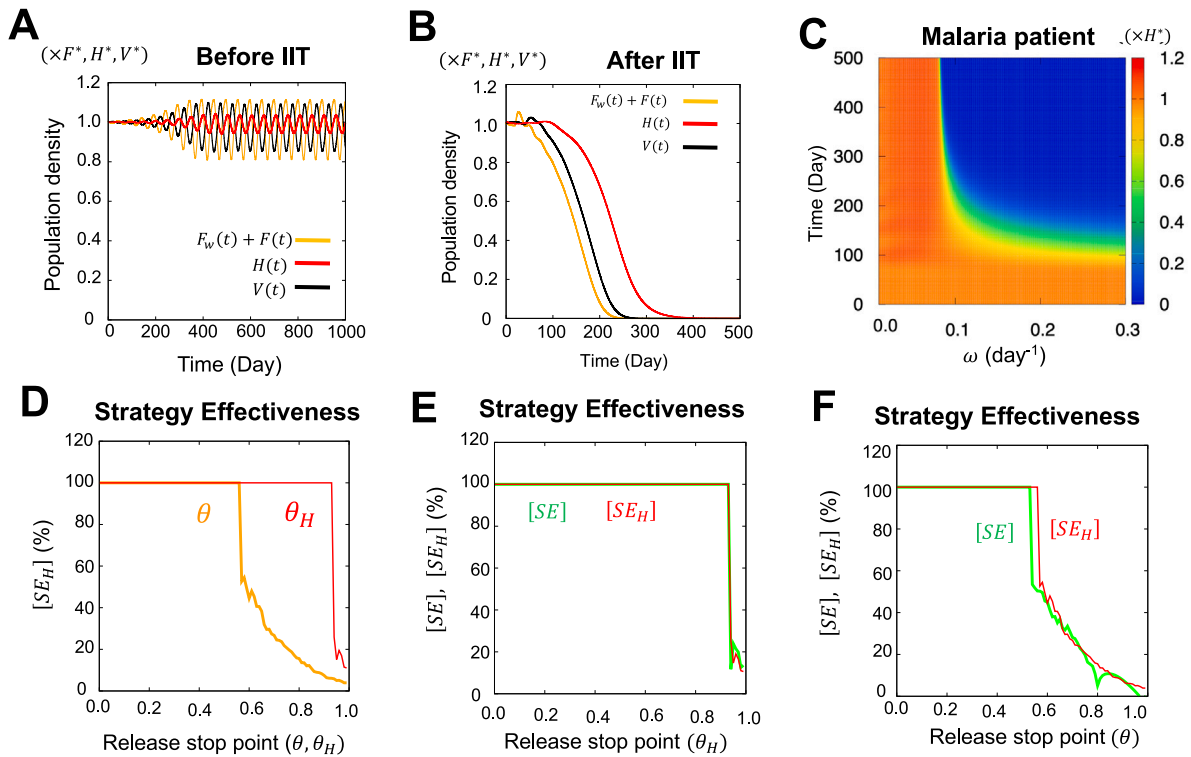 A
(×F*, H*, V*)
Before IIT
Population density
1.2
1.0
0.8
0.6
0.4
0.2
0
F_w(t) + F(t)
H(t)
V(t)
0 200 400 600 800 1000
Time (Day)
B
(×F*, H*, V*)
After IIT
Population density
1.2
1.0
0.8
0.6
0.4
0.2
0
F_w(t) + F(t)
H(t)
V(t)
0 100 200 300 400 500
Time (Day)
C
Malaria patient
(×H*)
Time (Day)
500
400
300
200
100
0
0.0 0.1 0.2 0.3
ω (day⁻¹)
1.2
1
0.8
0.6
0.4
0.2
0
D
Strategy Effectiveness
[SE_H] (%)
120
100
80
60
40
20
0
θ
θ_H
0.0 0.2 0.4 0.6 0.8 1.0
Release stop point (θ, θ_H)
E
Strategy Effectiveness
[SE], [SE_H] (%)
120
100
80
60
40
20
0
[SE] [SE_H]
0.0 0.2 0.4 0.6 0.8 1.0
Release stop point (θ_H)
F
Strategy Effectiveness
[SE], [SE_H] (%)
120
100
80
60
40
20
0
[SE] [SE_H]
0.0 0.2 0.4 0.6 0.8 1.0
Release stop point (θ)